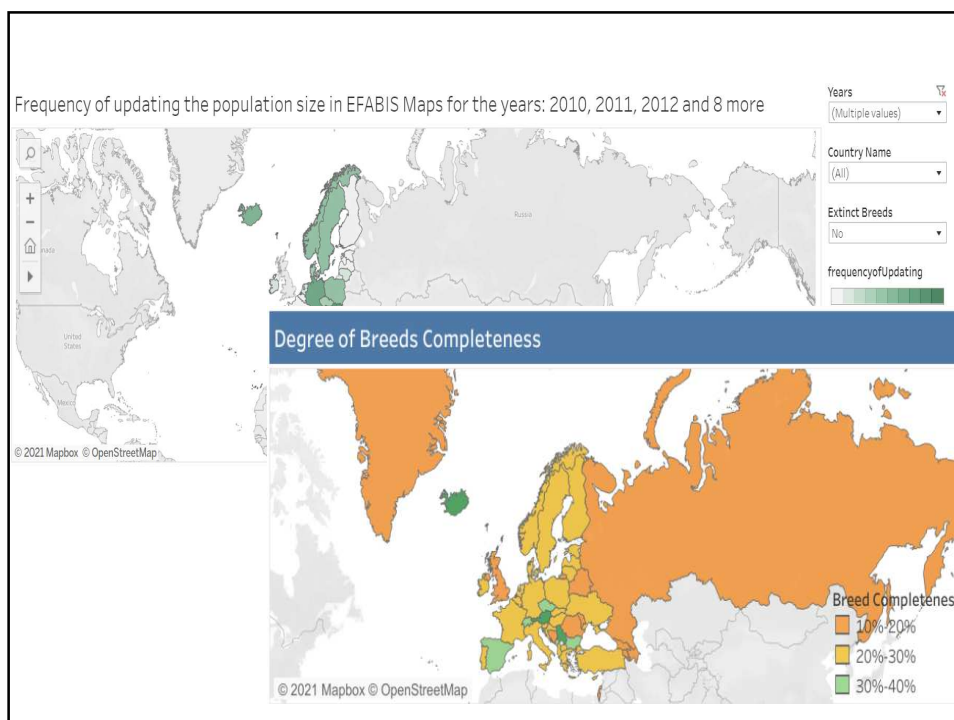 Frequency of updating the population size in EFABIS Maps for the years: 2010, 2011, 2012 and 8 more
Years
(Multiple values)
Country Name
(All)
Extinct Breeds
No
frequencyofUpdating
Russia
United
States
Mexico
© 2021 Mapbox © OpenStreetMap
Degree of Breeds Completeness
Breed Completenes
10%-20%
20%-30%
30%-40%
© 2021 Mapbox © OpenStreetMap